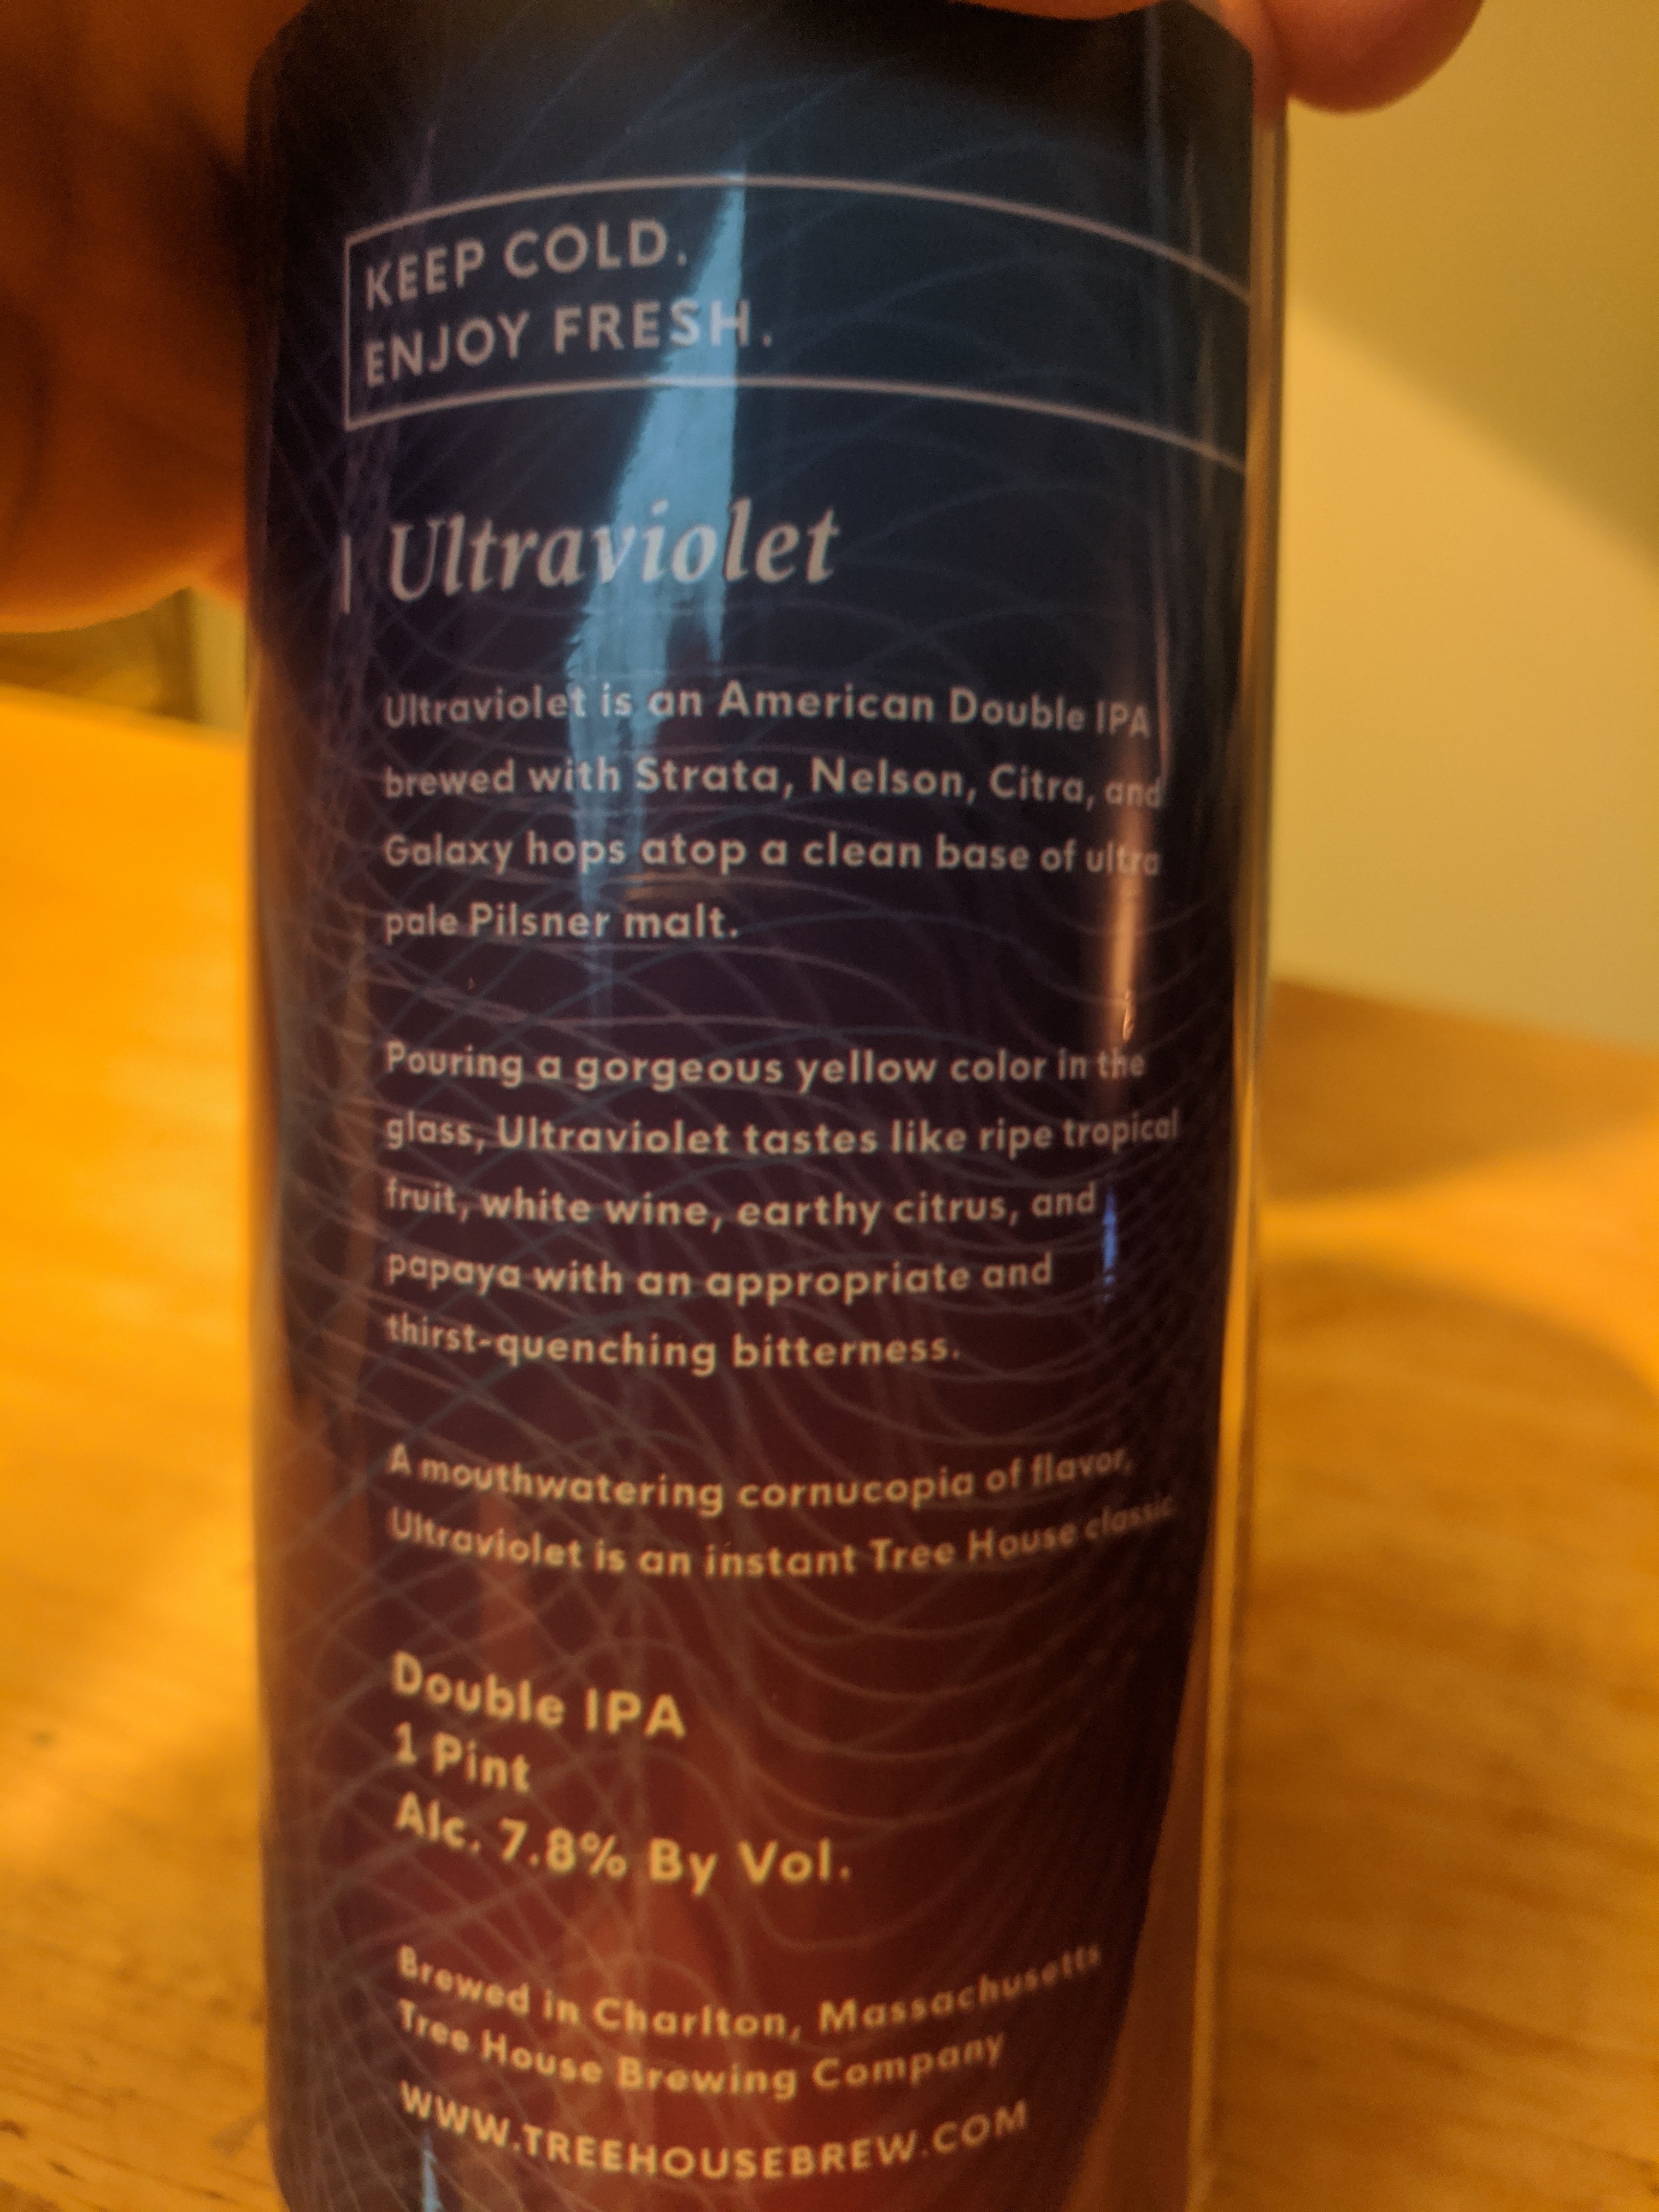 KEEP COLD.
ENJOY FRESH.
Ultraviolet
Ultraviolet is an American Double IPA
brewed with Strata, Nelson, Citra, and
Galaxy hops atop a clean base of ultra
pale Pilsner malt.
Pouring a gorgeous yellow color in the
glass, Ultraviolet tastes like ripe tropical
fruit, white wine, earthy citrus, and
papaya with an appropriate and
thirst-quenching bitterness.
A mouthwatering cornucopia of flavor,
Ultraviolet is an instant Tree House classic.
Double IPA
1 Pint
Alc. 7.8% By Vol.
Brewed in Charlton, Massachusetts
Tree House Brewing Company
WWW.TREEHOUSEBREW.COM